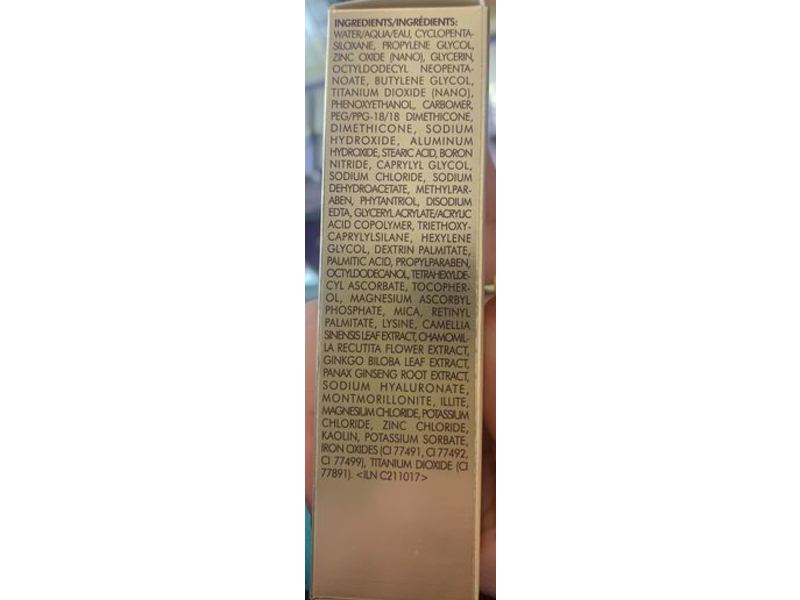 INGREDIENTS/INGRÉDIENTS:
WATER/AQUA/EAU, CYCLOPENTA-
SILOXANE, PROPYLENE GLYCOL,
ZINC OXIDE (NANO), GLYCERIN,
OCTYLDODECYL NEOPENTA-
NOATE, BUTYLENE GLYCOL,
TITANIUM DIOXIDE (NANO),
PHENOXYETHANOL, CARBOMER,
PEG/PPG-18/18 DIMETHICONE,
DIMETHICONE, SODIUM
HYDROXIDE, ALUMINUM
HYDROXIDE, STEARIC ACID, BORON
NITRIDE, CAPRYLYL GLYCOL,
SODIUM CHLORIDE, SODIUM
DEHYDROACETATE, METHYLPAR-
ABEN, PHYTANTRIOL, DISODIUM
EDTA, GLYCERYL ACRYLATE/ACRYLIC
ACID COPOLYMER, TRIETHOXY-
CAPRYLYLSILANE, HEXYLENE
GLYCOL, DEXTRIN PALMITATE,
PALMITIC ACID, PROPYLPARABEN,
OCTYLDODECANOL, TETRAHEXYLDE-
CYL ASCORBATE, TOCOPHER-
OL, MAGNESIUM ASCORBYL
PHOSPHATE, MICA, RETINYL
PALMITATE, LYSINE, CAMELLIA
SINENSIS LEAF EXTRACT, CHAMOMIL-
LA RECUTITA FLOWER EXTRACT,
GINKGO BILOBA LEAF EXTRACT,
PANAX GINSENG ROOT EXTRACT,
SODIUM HYALURONATE,
MONTMORILLONITE, ILLITE,
MAGNESIUM CHLORIDE, POTASSIUM
CHLORIDE, ZINC CHLORIDE,
KAOLIN, POTASSIUM SORBATE,
IRON OXIDES (CI 77491, CI 77492,
CI 77499), TITANIUM DIOXIDE (CI
77891). <ILN C211017>